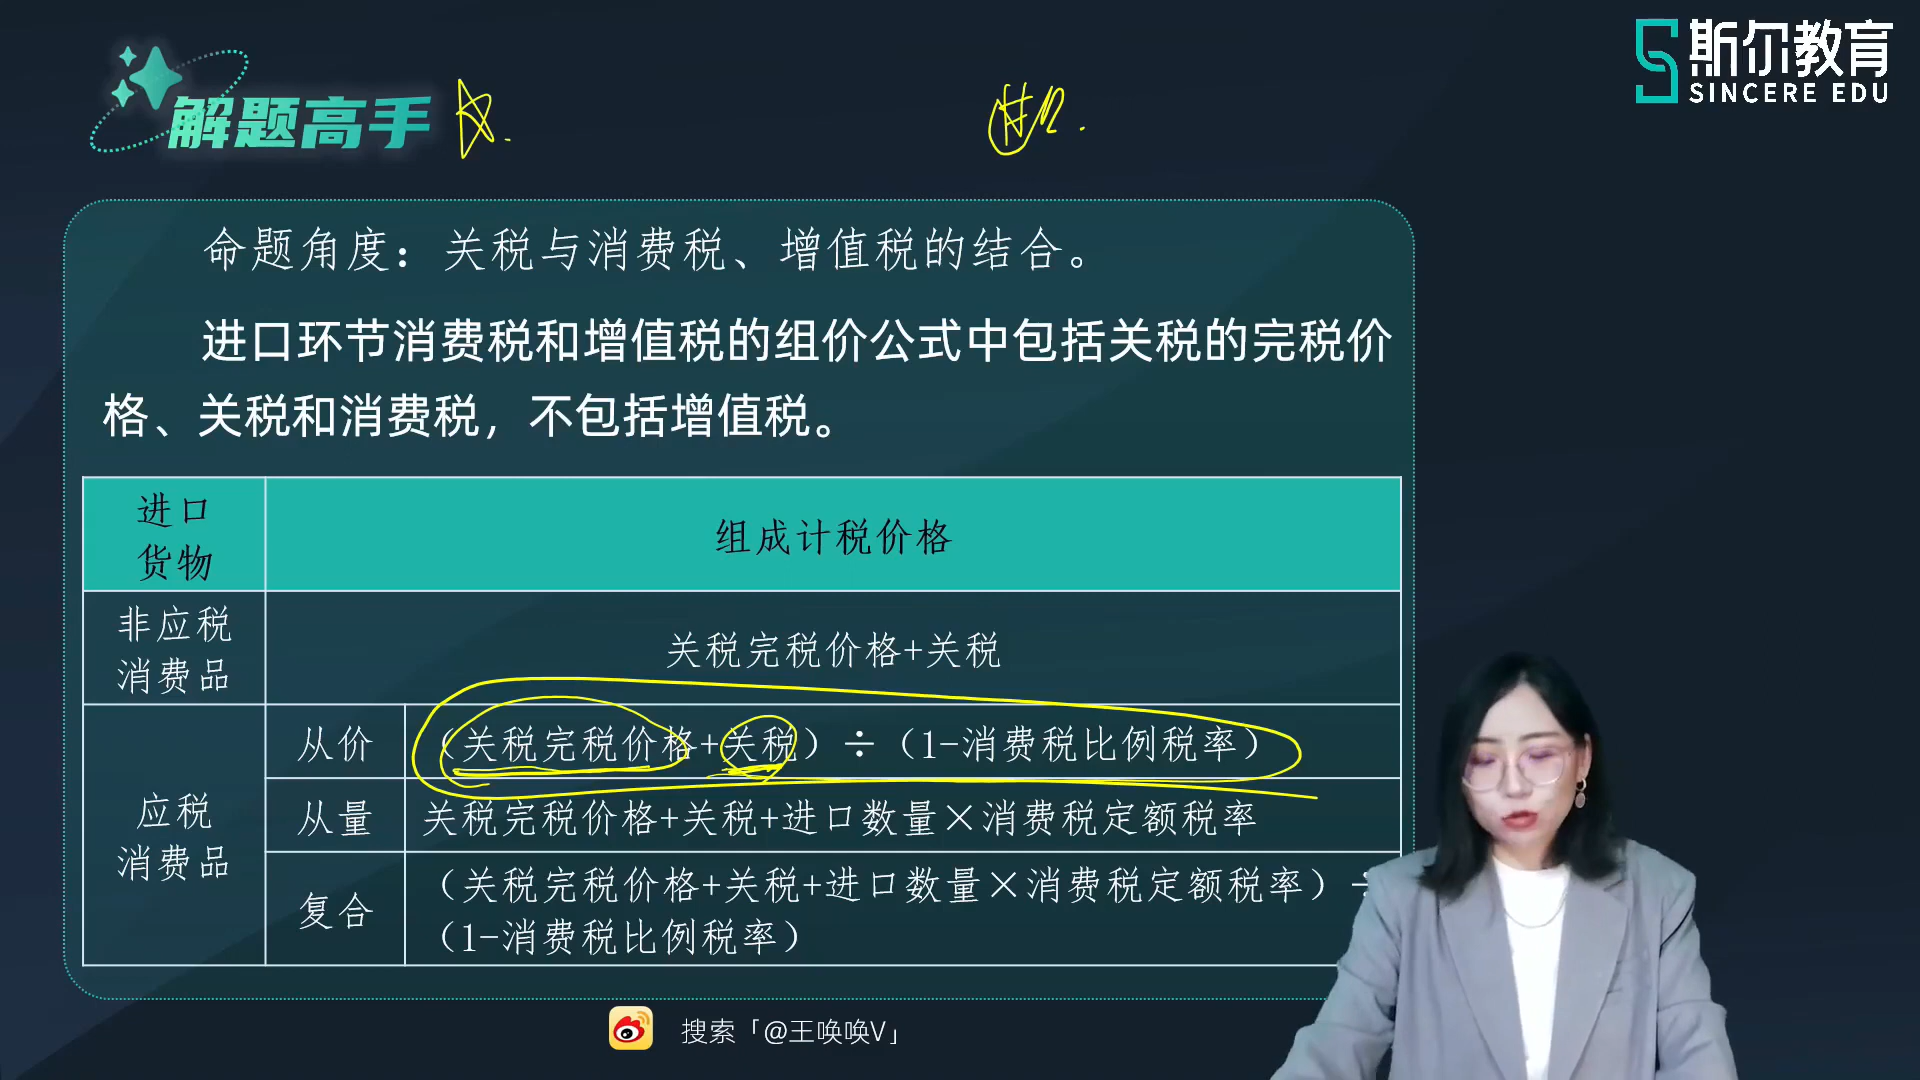 斯尔教育
SINCERE EDU
解题高手
命题角度：关税与消费税、增值税的结合。
进口环节消费税和增值税的组价公式中包括关税的完税价
格、关税和消费税，不包括增值税。
进口
货物
组成计税价格
非应税
消费品
关税完税价格+关税
应税
消费品
从价
（关税完税价格+关税）÷（1-消费税比例税率）
从量
关税完税价格+关税+进口数量×消费税定额税率
复合
（关税完税价格+关税+进口数量×消费税定额税率）÷
（1-消费税比例税率）
搜索「@王唤唤V」